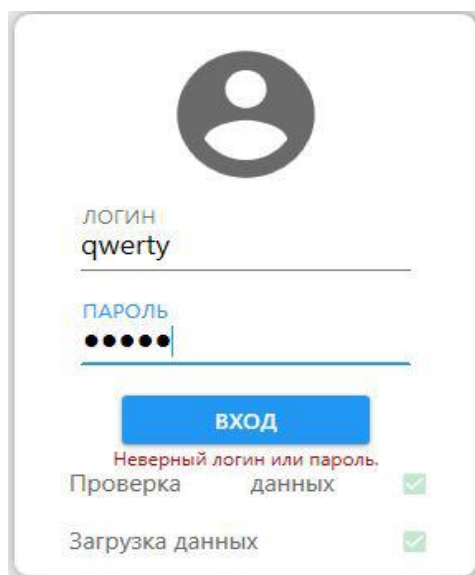 ЛОГИН
qwerty
ПАРОЛЬ
●●●●●
ВХОД
Неверный логин или пароль.
Проверка данных
Загрузка данных